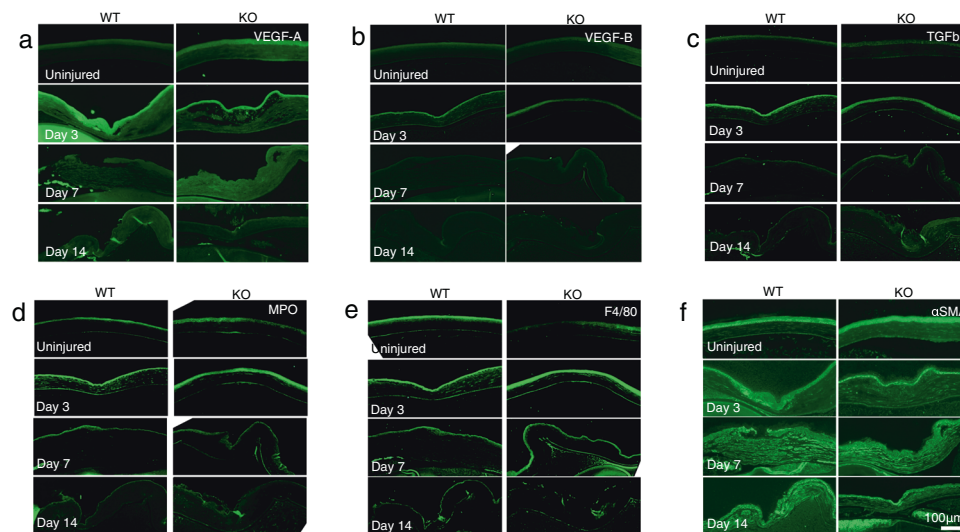 WT KO
a VEGF-A
Uninjured
Day 3
Day 7
Day 14
WT KO
b VEGF-B
Uninjured
Day 3
Day 7
Day 14
WT KO
c TGFb
Uninjured
Day 3
Day 7
Day 14
WT KO
d MPO
Uninjured
Day 3
Day 7
Day 14
WT KO
e F4/80
Uninjured
Day 3
Day 7
Day 14
WT KO
f αSMA
Uninjured
Day 3
Day 7
Day 14
100μm